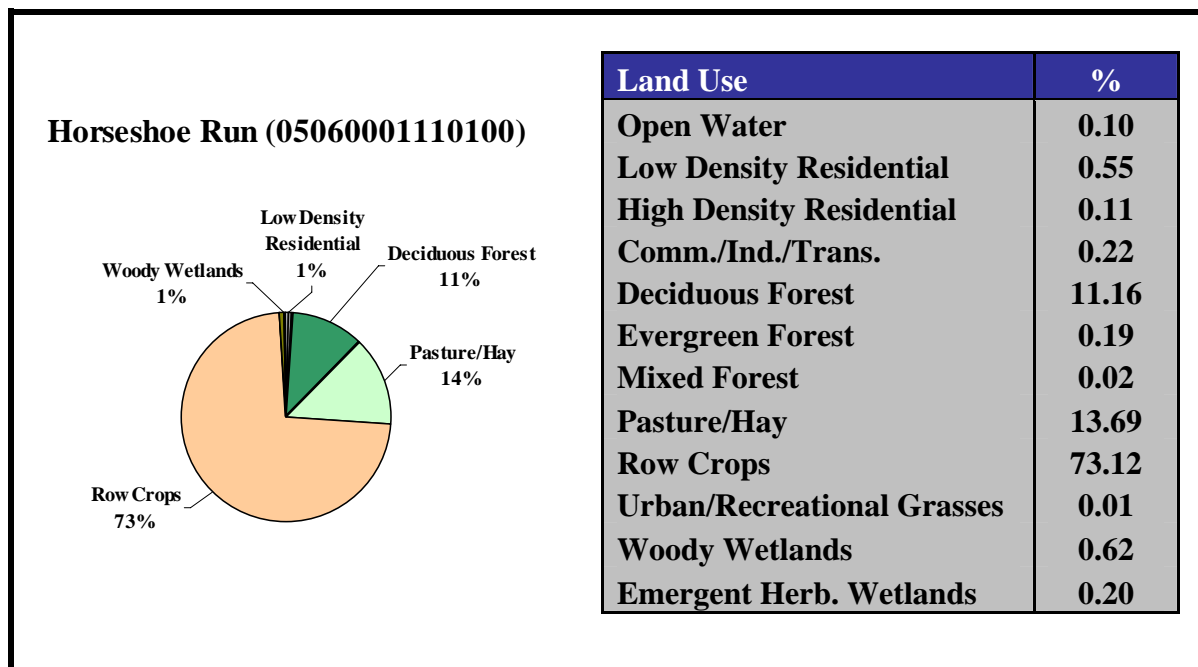 Horseshoe Run (05060001110100)
Low Density
Residential
1%
Deciduous Forest
11%
Woody Wetlands
1%
Pasture/Hay
14%
Row Crops
73%
Land Use %
Open Water 0.10
Low Density Residential 0.55
High Density Residential 0.11
Comm./Ind./Trans. 0.22
Deciduous Forest 11.16
Evergreen Forest 0.19
Mixed Forest 0.02
Pasture/Hay 13.69
Row Crops 73.12
Urban/Recreational Grasses 0.01
Woody Wetlands 0.62
Emergent Herb. Wetlands 0.20